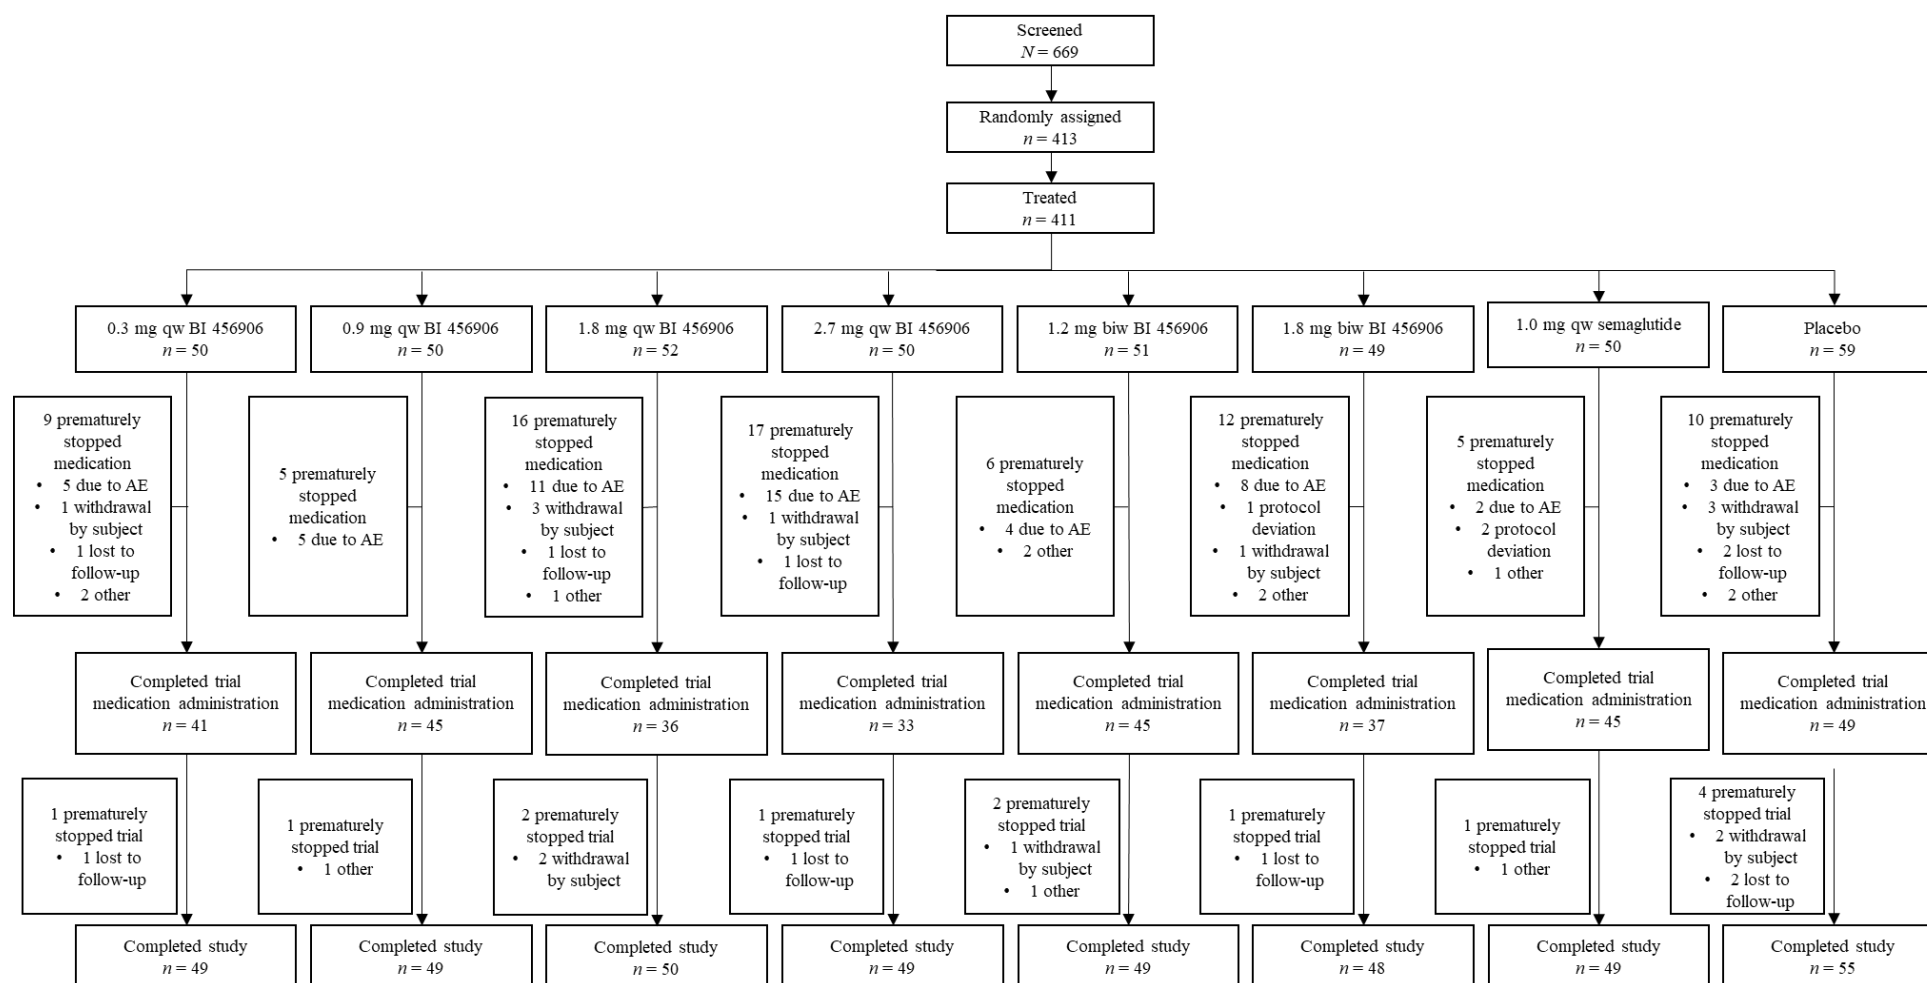 Screened
N = 669
Randomly assigned
n = 413
Treated
n = 411
0.3 mg qw BI 456906
n = 50
0.9 mg qw BI 456906
n = 50
1.8 mg qw BI 456906
n = 52
2.7 mg qw BI 456906
n = 50
1.2 mg biw BI 456906
n = 51
1.8 mg biw BI 456906
n = 49
1.0 mg qw semaglutide
n = 50
Placebo
n = 59
9 prematurely
stopped
medication
• 5 due to AE
• 1 withdrawal
by subject
• 1 lost to
follow-up
• 2 other
5 prematurely
stopped
medication
• 5 due to AE
16 prematurely
stopped
medication
• 11 due to AE
• 3 withdrawal
by subject
• 1 lost to
follow-up
• 1 other
17 prematurely
stopped
medication
• 15 due to AE
• 1 withdrawal
by subject
• 1 lost to
follow-up
6 prematurely
stopped
medication
• 4 due to AE
• 2 other
12 prematurely
stopped
medication
• 8 due to AE
• 1 protocol
deviation
• 1 withdrawal
by subject
• 2 other
5 prematurely
stopped
medication
• 2 due to AE
• 2 protocol
deviation
• 1 other
10 prematurely
stopped
medication
• 3 due to AE
• 3 withdrawal
by subject
• 2 lost to
follow-up
• 2 other
Completed trial
medication administration
n = 41
Completed trial
medication administration
n = 45
Completed trial
medication administration
n = 36
Completed trial
medication administration
n = 33
Completed trial
medication administration
n = 45
Completed trial
medication administration
n = 37
Completed trial
medication administration
n = 45
Completed trial
medication administration
n = 49
1 prematurely
stopped trial
• 1 lost to
follow-up
1 prematurely
stopped trial
• 1 other
2 prematurely
stopped trial
• 2 withdrawal
by subject
1 prematurely
stopped trial
• 1 lost to
follow-up
2 prematurely
stopped trial
• 1 withdrawal
by subject
• 1 other
1 prematurely
stopped trial
• 1 lost to
follow-up
1 prematurely
stopped trial
• 1 other
4 prematurely
stopped trial
• 2 withdrawal
by subject
• 2 lost to
follow-up
Completed study
n = 49
Completed study
n = 49
Completed study
n = 50
Completed study
n = 49
Completed study
n = 49
Completed study
n = 48
Completed study
n = 49
Completed study
n = 55